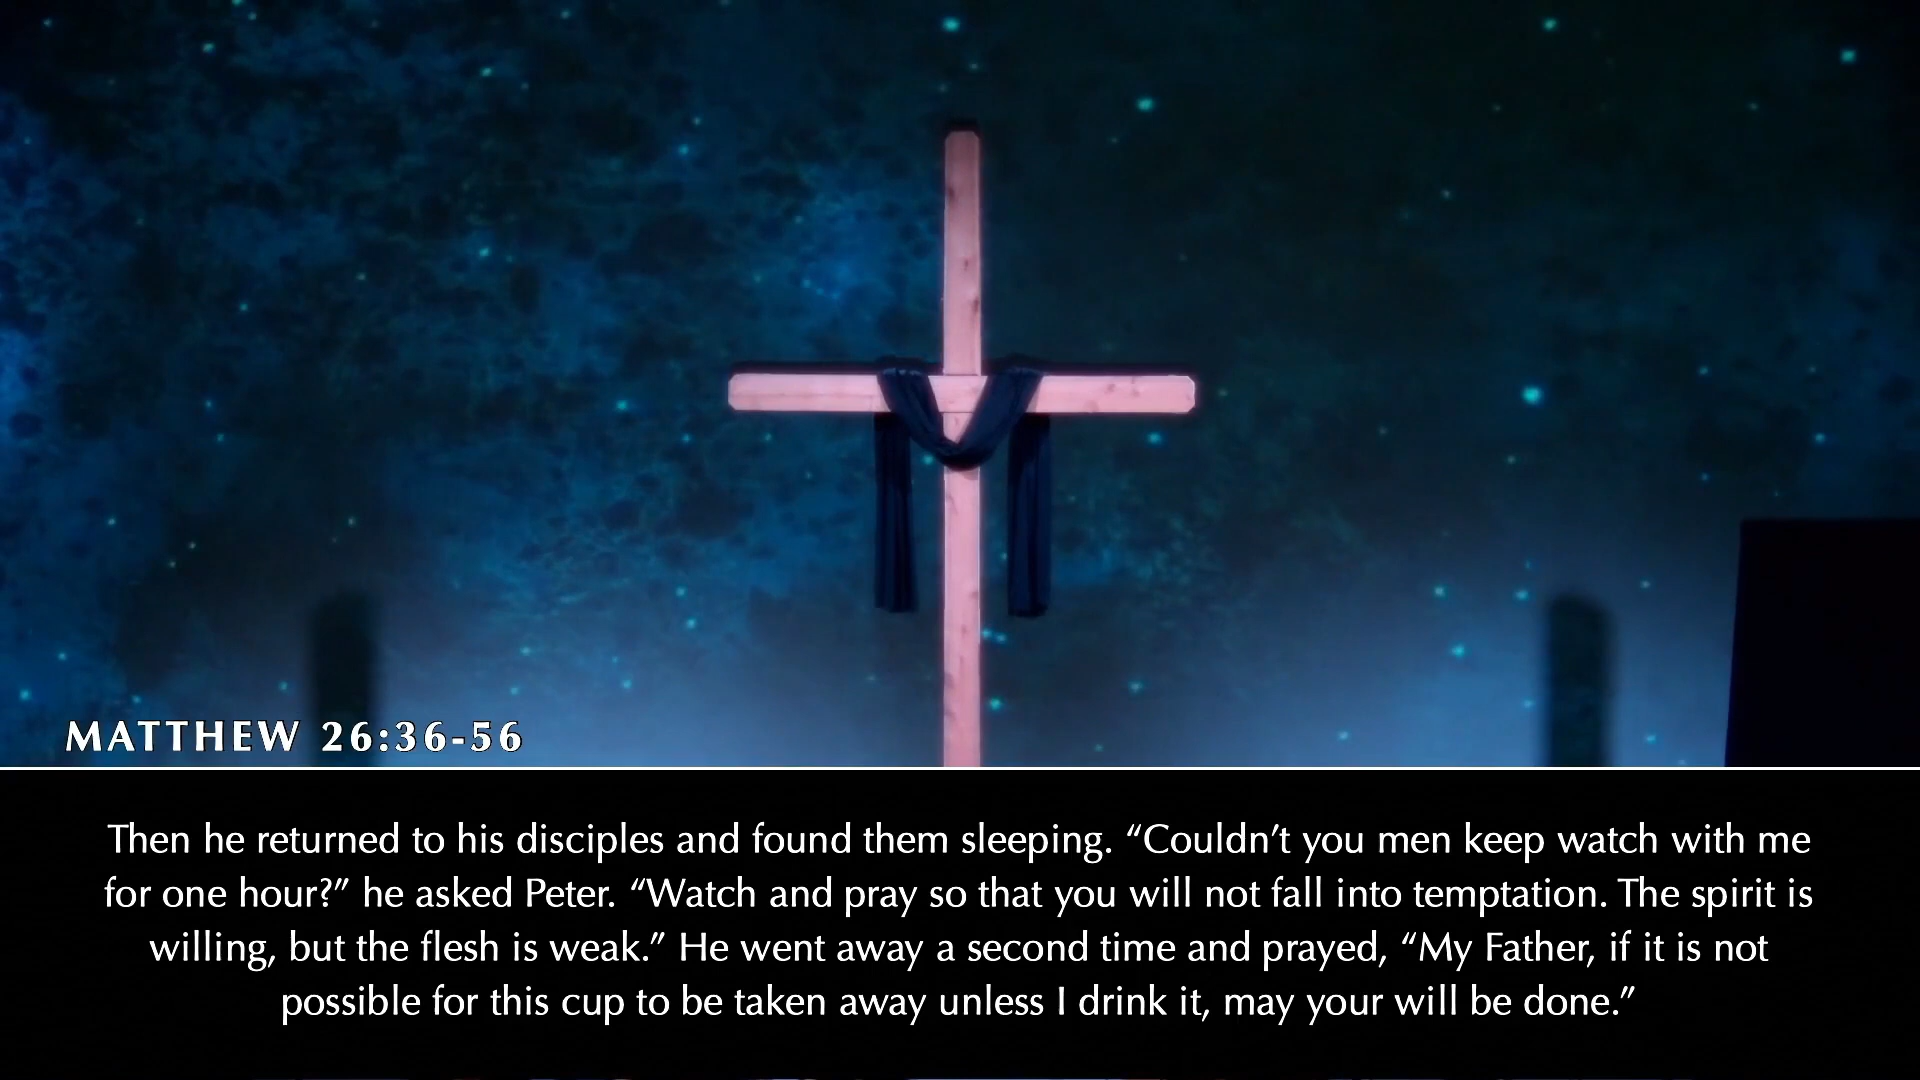 MATTHEW 26:36-56
Then he returned to his disciples and found them sleeping. “Couldn’t you men keep watch with me
for one hour?” he asked Peter. “Watch and pray so that you will not fall into temptation. The spirit is
willing, but the flesh is weak.” He went away a second time and prayed, “My Father, if it is not
possible for this cup to be taken away unless I drink it, may your will be done.”